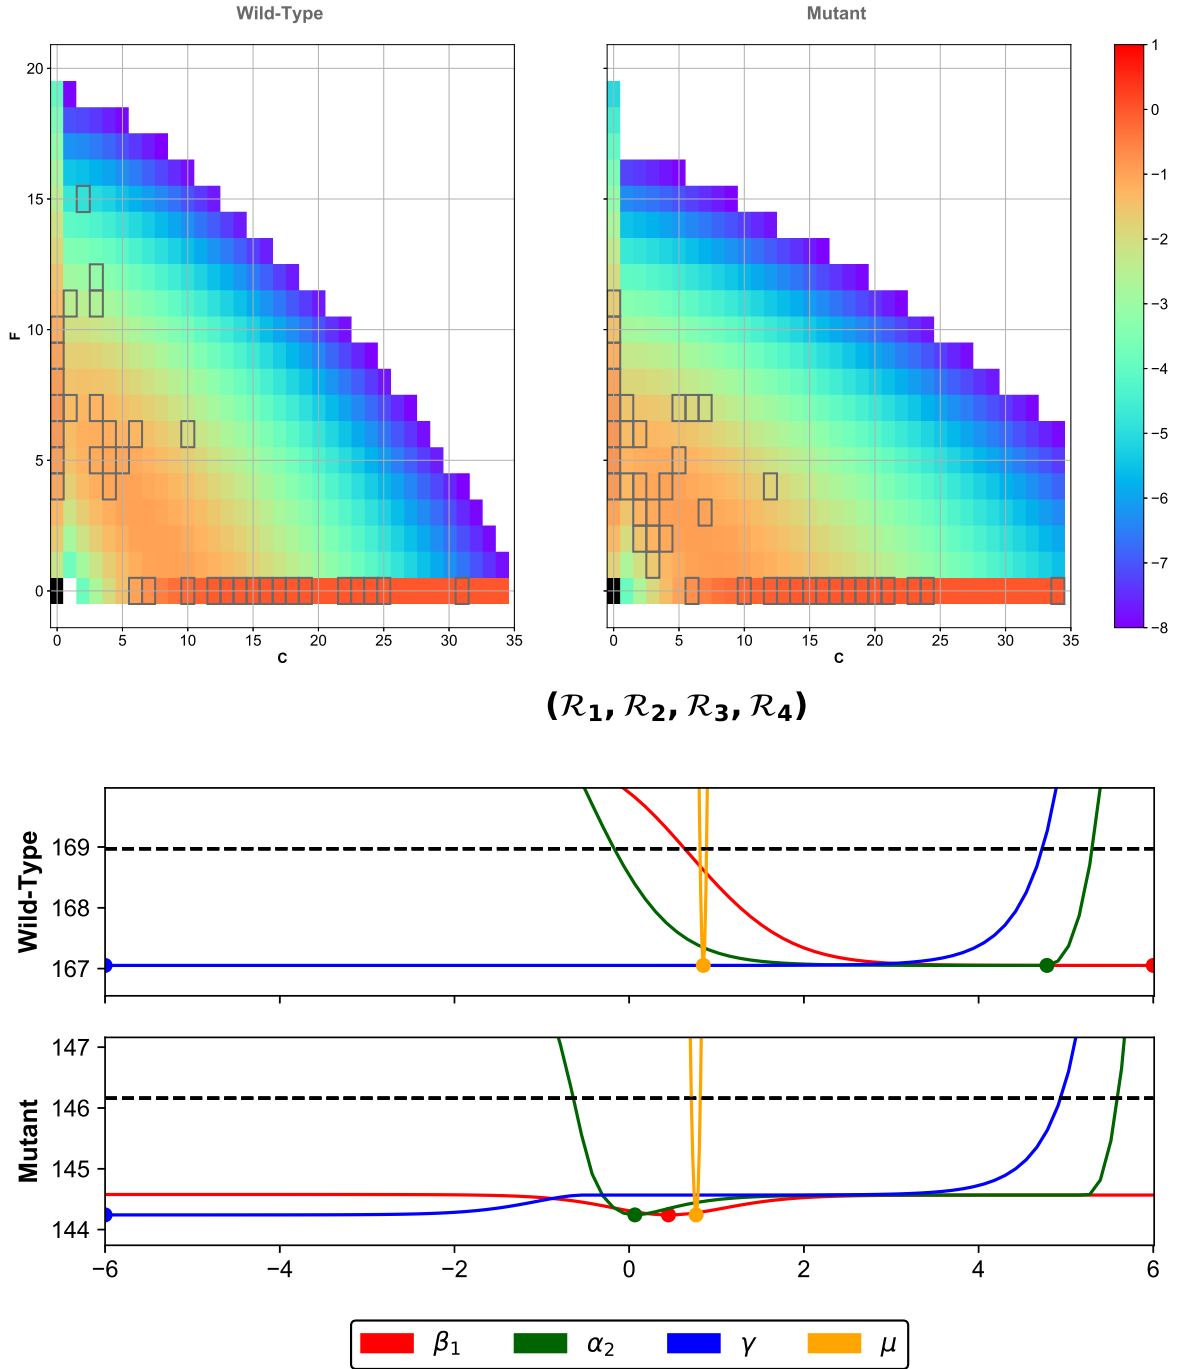 Wild-Type Mutant
20
15
10
5
0
F
0 5 10 15 20 25 30 35
C
0 5 10 15 20 25 30 35
C
1
0
−1
−2
−3
−4
−5
−6
−7
−8
(ℛ₁, ℛ₂, ℛ₃, ℛ₄)
Wild-Type
169
168
167
Mutant
147
146
145
144
−6 −4 −2 0 2 4 6
β₁ α₂ γ μ